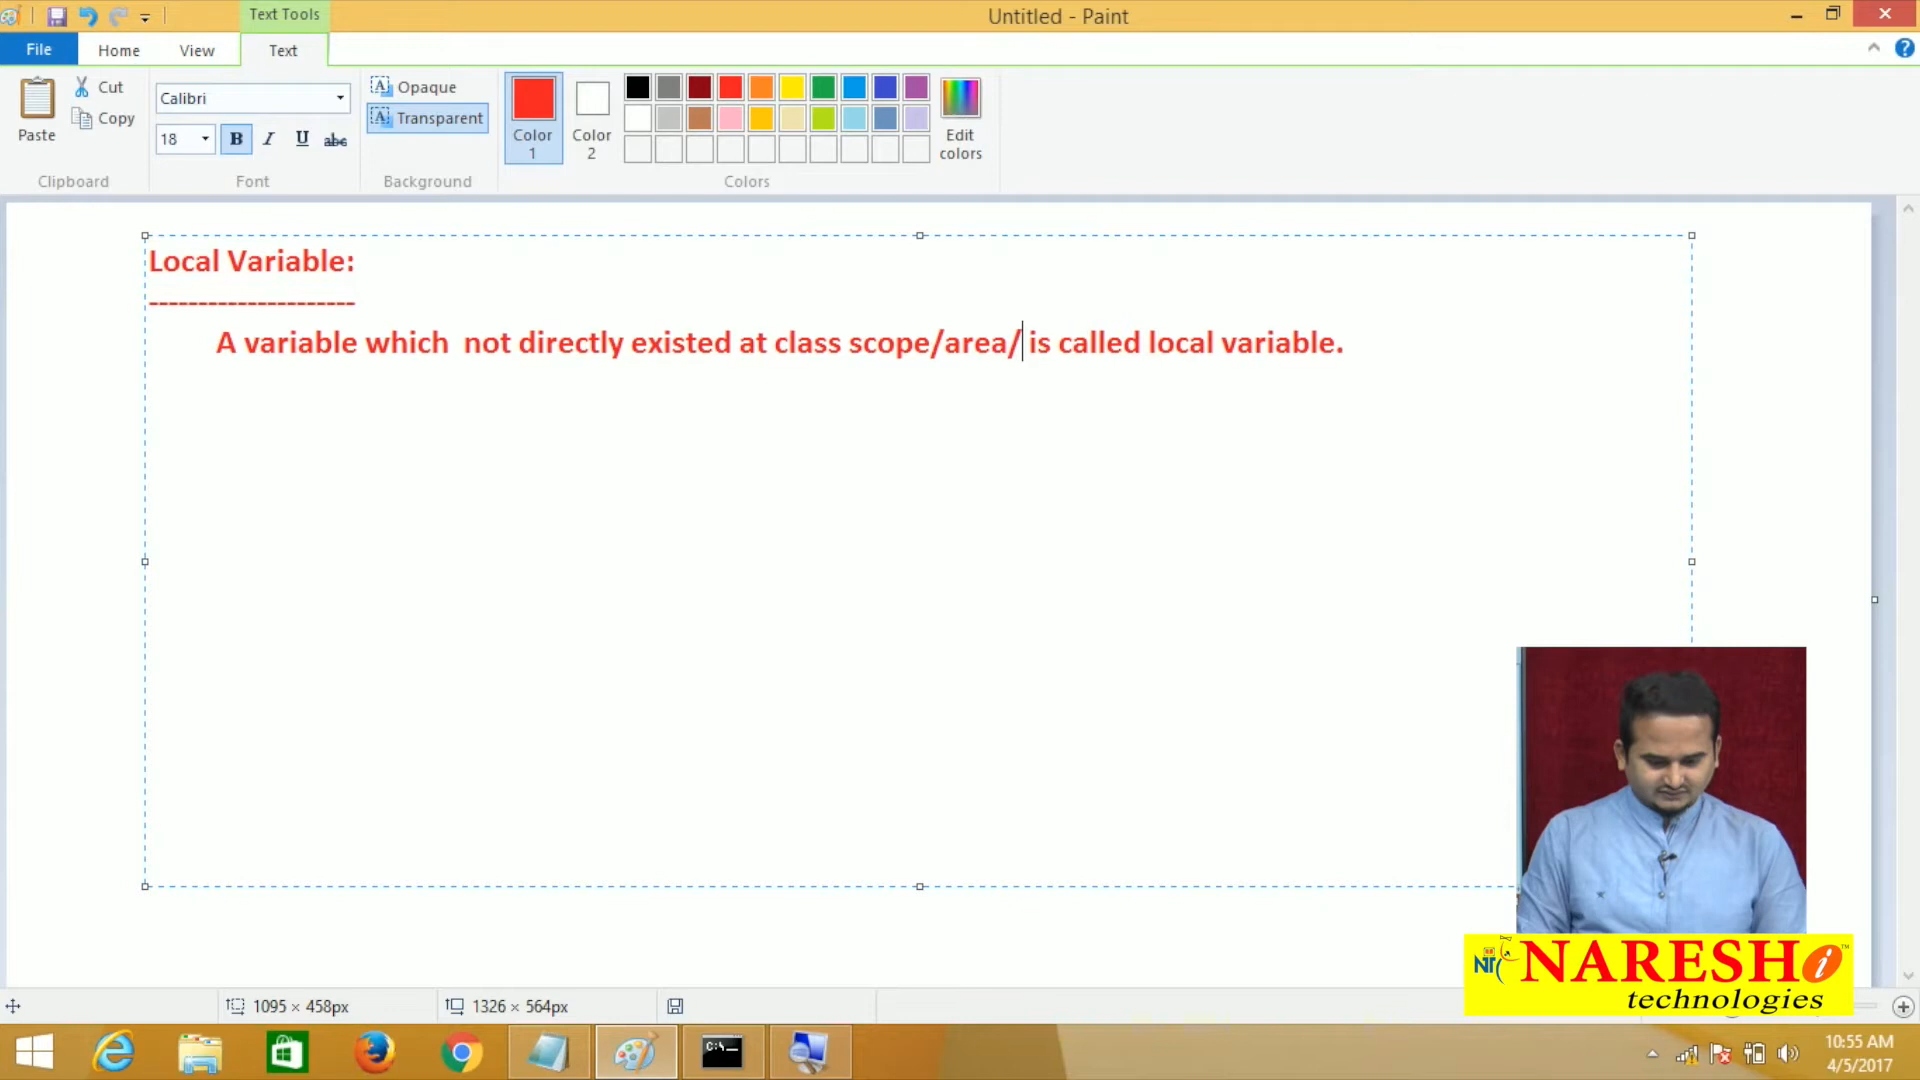 Text Tools
Untitled - Paint
File
Home
View
Text
Paste
Cut
Copy
Clipboard
Calibri
18
B
I
U
abc
Font
Opaque
Transparent
Background
Color
1
Color
2
Edit
colors
Colors
Local Variable:
---------------------
A variable which  not directly existed at class scope/area/ is called local variable.
NARESH i
technologies
1095 × 458px
1326 × 564px
10:55 AM
4/5/2017